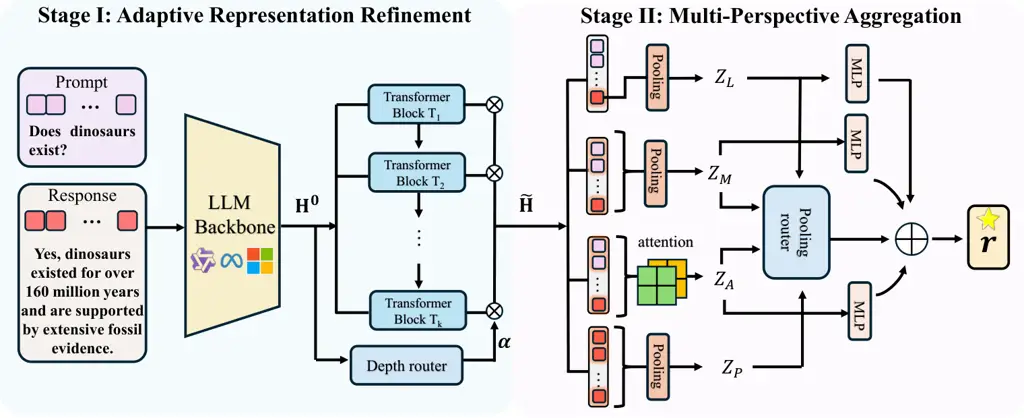 Stage I: Adaptive Representation Refinement
Prompt
...
Does dinosaurs
exist?
Response
...
Yes, dinosaurs
existed for over
160 million years
and are supported
by extensive fossil
evidence.
LLM
Backbone
H⁰
Transformer
Block T₁
Transformer
Block T₂
⋮
Transformer
Block Tₖ
Depth router
α
H̃
Stage II: Multi-Perspective Aggregation
Pooling
Z_L
MLP
Pooling
Z_M
MLP
attention
Z_A
Pooling
router
MLP
Pooling
Z_P
r